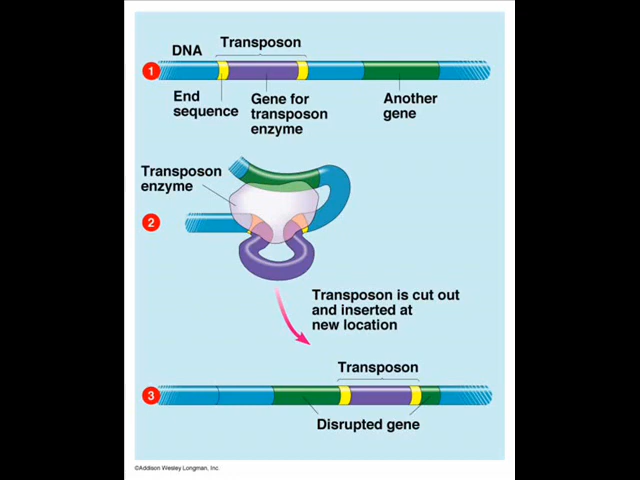 DNA
Transposon
1
End
sequence
Gene for
transposon
enzyme
Another
gene
Transposon
enzyme
2
Transposon is cut out
and inserted at
new location
Transposon
3
Disrupted gene
©Addison Wesley Longman, Inc.